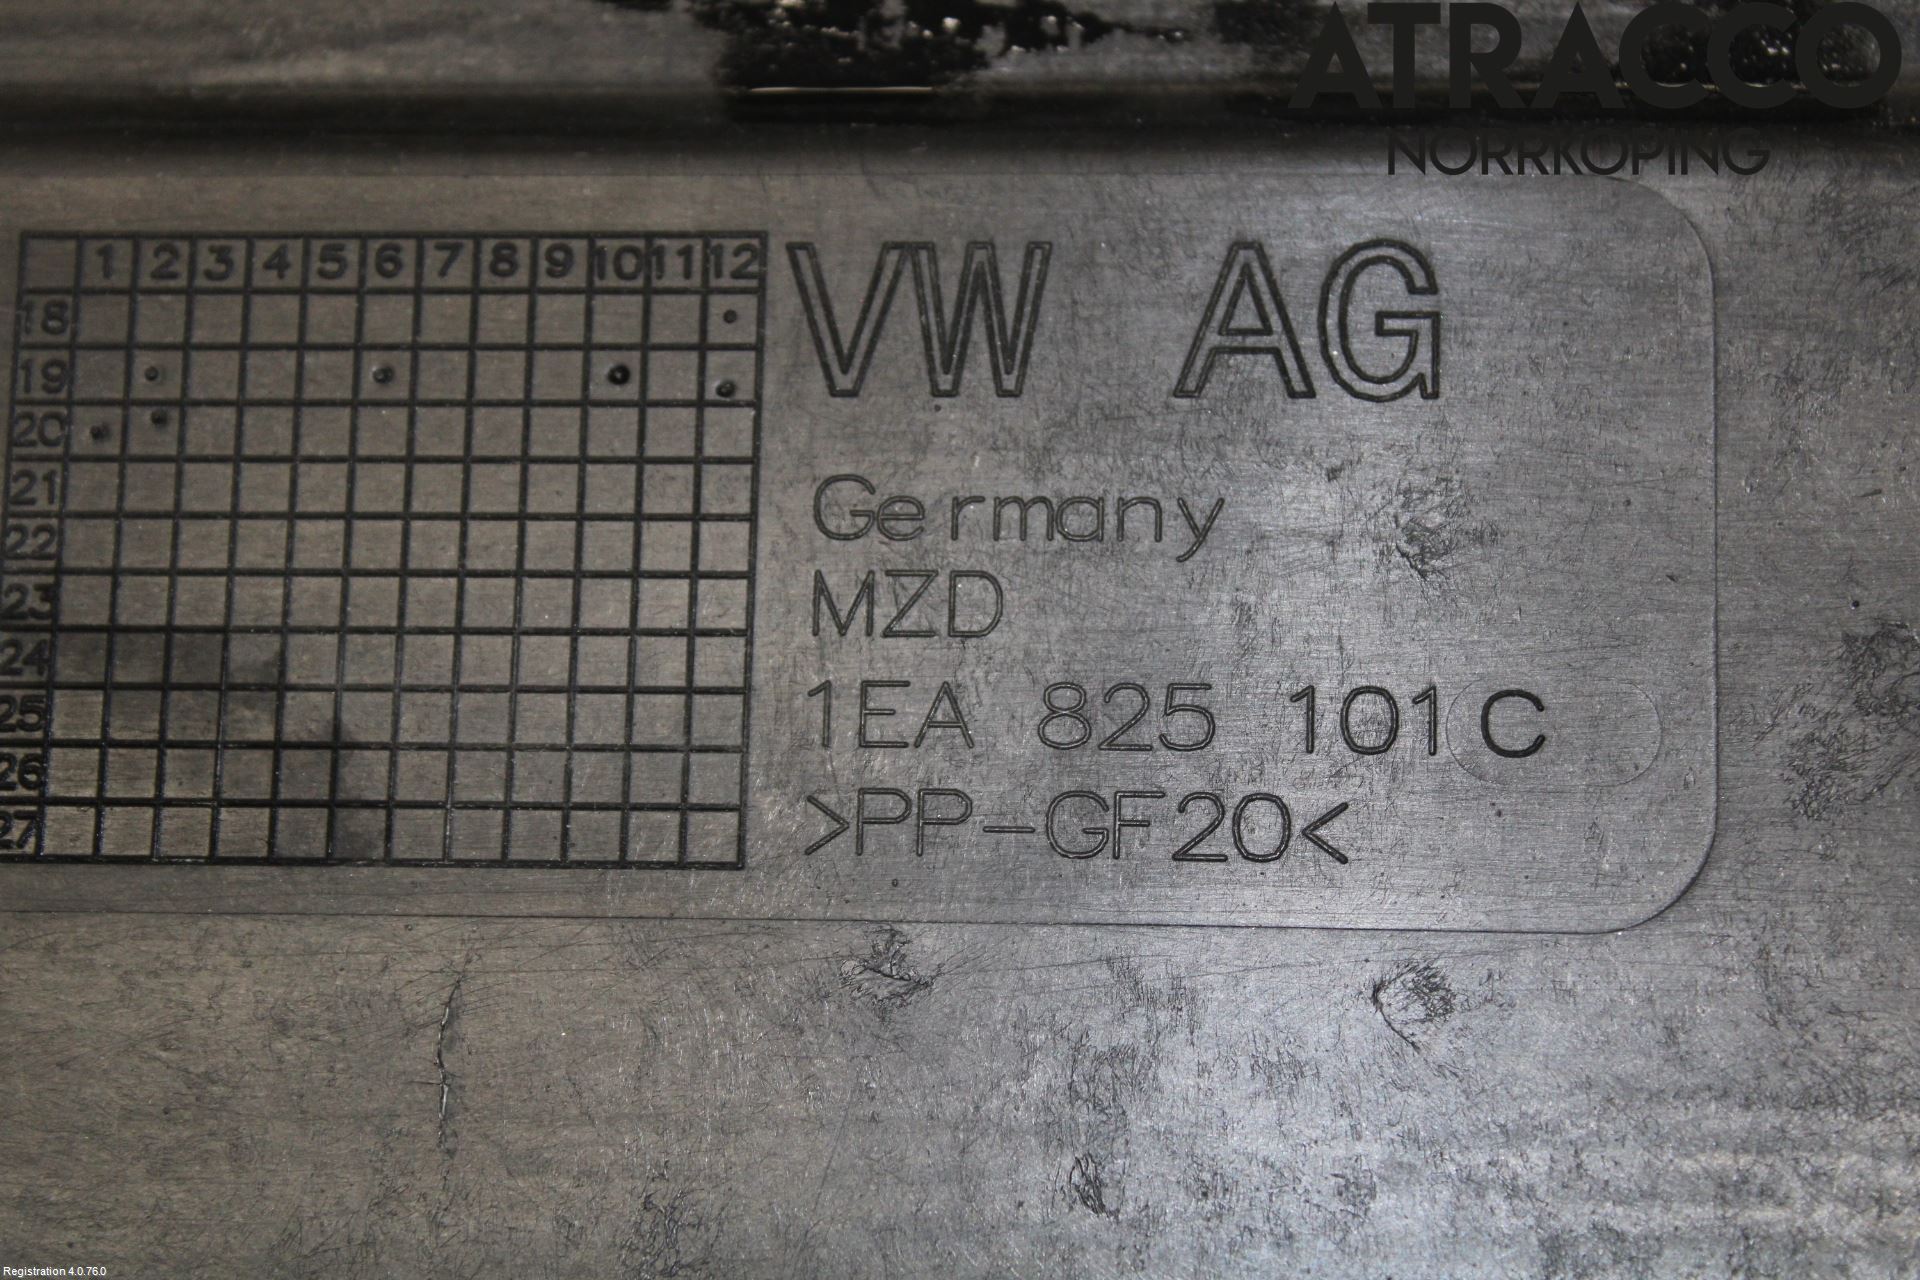 ATRACCO
NORRKÖPING
1 2 3 4 5 6 7 8 9 10 11 12
18
19
20
21
22
23
24
25
26
27
VW AG
Germany
MZD
1EA 825 101 C
>PP-GF20<
Registration 4.0.76.0